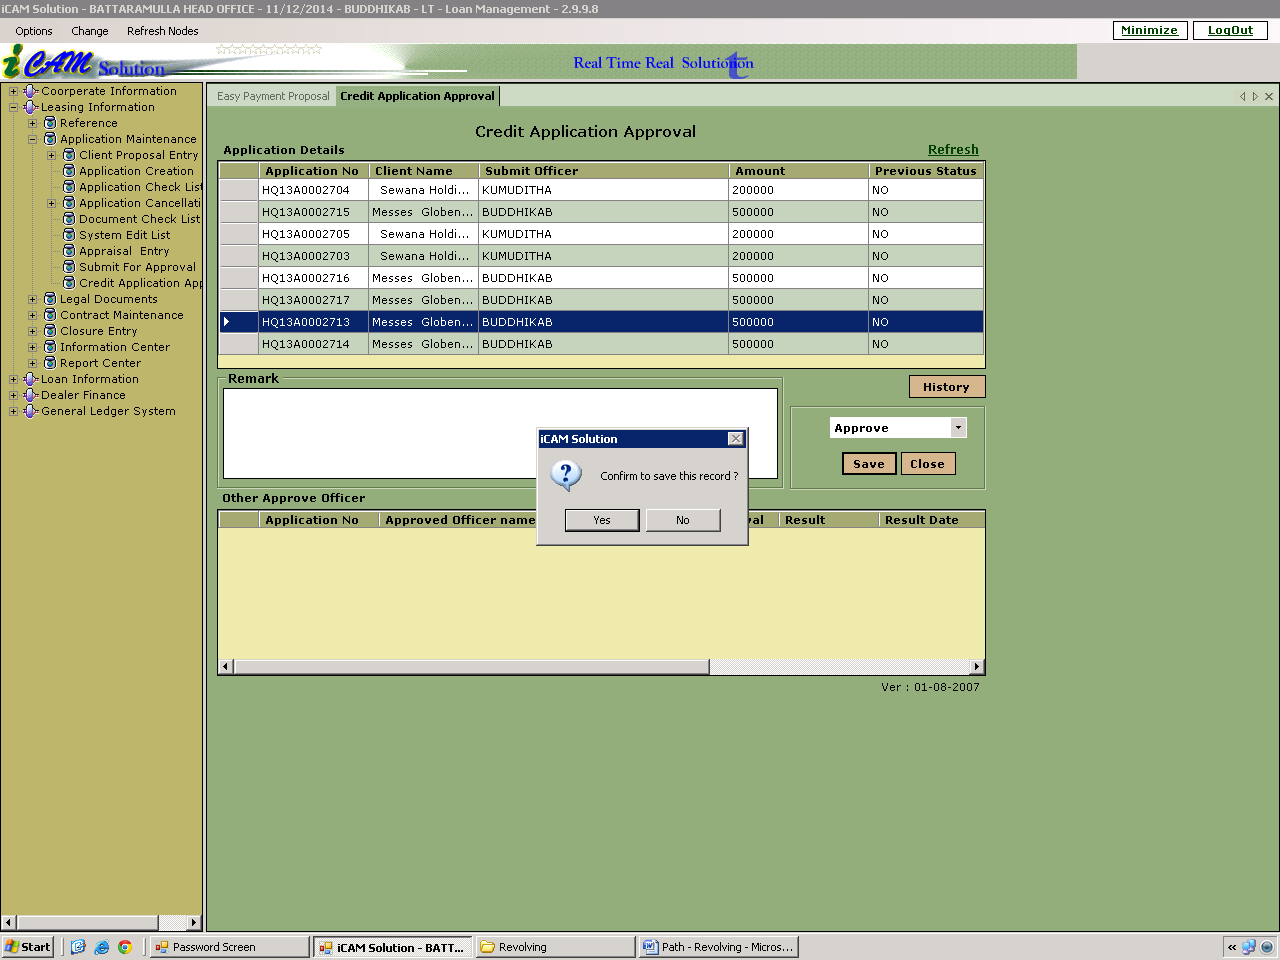 iCAM Solution - BATTARAMULLA HEAD OFFICE - 11/12/2014 - BUDDHIKAB - LT - Loan Management - 2.9.9.8
Options Change Refresh Nodes Minimize LogOut
iCAM Solution Real Time Real Solution
Easy Payment Proposal Credit Application Approval
Coorperate Information
Leasing Information
Reference
Application Maintenance
Client Proposal Entry
Application Creation
Application Check List
Application Cancellati
Document Check List
System Edit List
Appraisal Entry
Submit For Approval
Credit Application App
Legal Documents
Contract Maintenance
Closure Entry
Information Center
Report Center
Loan Information
Dealer Finance
General Ledger System
Credit Application Approval
Application Details Refresh
Application No Client Name Submit Officer Amount Previous Status
HQ13A0002704 Sewana Holdi... KUMUDITHA 200000 NO
HQ13A0002715 Messes Globen... BUDDHIKAB 500000 NO
HQ13A0002705 Sewana Holdi... KUMUDITHA 200000 NO
HQ13A0002703 Sewana Holdi... KUMUDITHA 200000 NO
HQ13A0002716 Messes Globen... BUDDHIKAB 500000 NO
HQ13A0002717 Messes Globen... BUDDHIKAB 500000 NO
HQ13A0002713 Messes Globen... BUDDHIKAB 500000 NO
HQ13A0002714 Messes Globen... BUDDHIKAB 500000 NO
Remark
History
Approve
Save Close
iCAM Solution
Confirm to save this record ?
Yes No
Other Approve Officer
Application No Approved Officer name val Result Result Date
Ver : 01-08-2007
Start Password Screen iCAM Solution - BATT... Revolving Path - Revolving - Micros... «